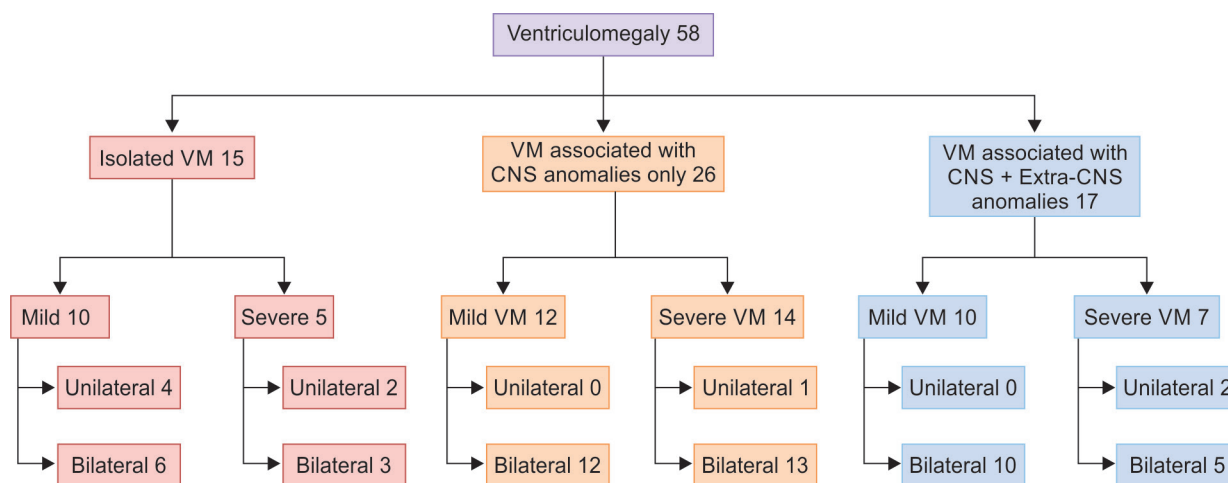 Ventriculomegaly 58
Isolated VM 15
VM associated with
CNS anomalies only 26
VM associated with
CNS + Extra-CNS
anomalies 17
Mild 10
Severe 5
Mild VM 12
Severe VM 14
Mild VM 10
Severe VM 7
Unilateral 4
Unilateral 2
Unilateral 0
Unilateral 1
Unilateral 0
Unilateral 2
Bilateral 6
Bilateral 3
Bilateral 12
Bilateral 13
Bilateral 10
Bilateral 5